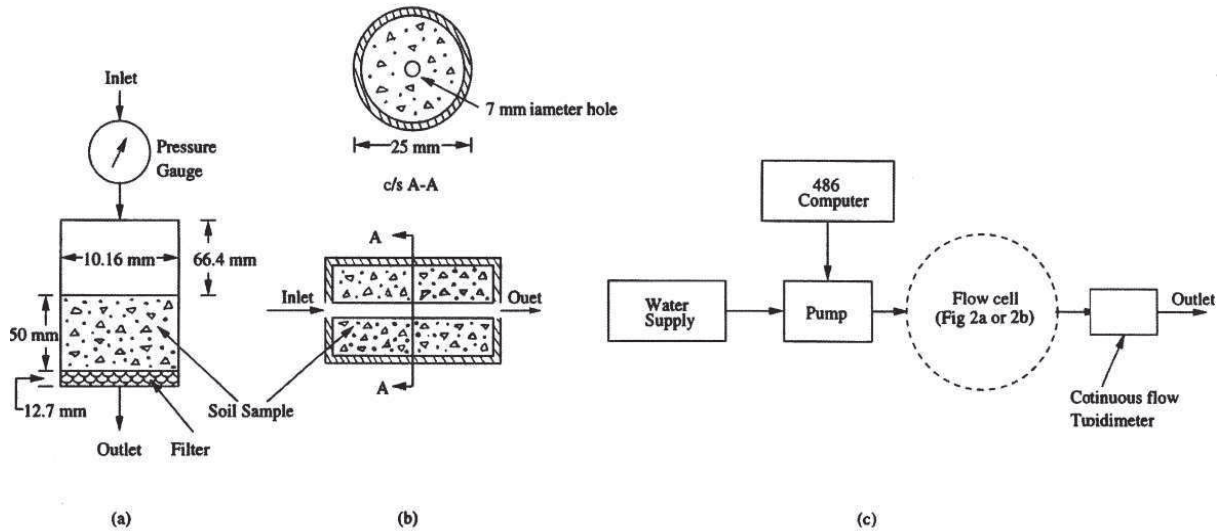 Inlet
Pressure
Gauge
10.16 mm
66.4 mm
50 mm
12.7 mm
Outlet
Filter
Soil Sample
(a)
7 mm iameter hole
25 mm
c/s A-A
A
Inlet
Ouet
A
(b)
486
Computer
Water
Supply
Pump
Flow cell
(Fig 2a or 2b)
Outlet
Cotinuous flow
Tupidimeter
(c)